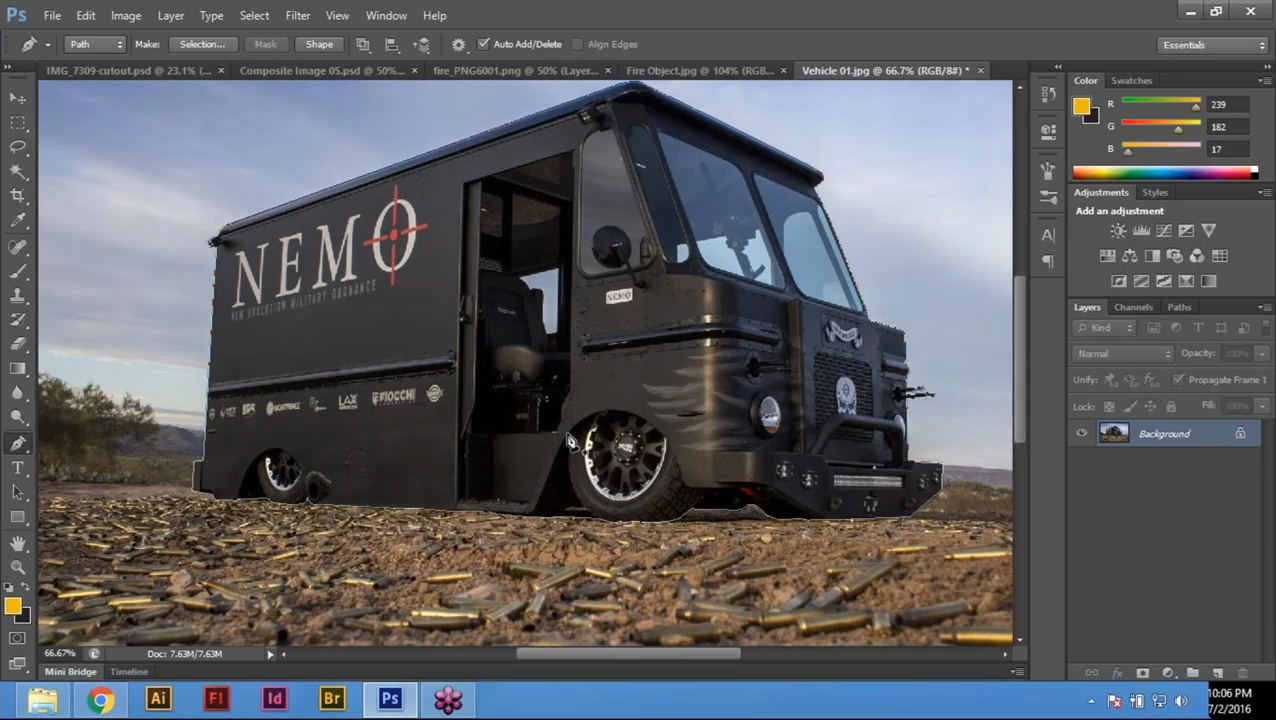 Ps File Edit Image Layer Type Select Filter View Window Help
Path Make: Selection... Mask Shape Auto Add/Delete Align Edges Essentials
IMG_7309-cutout.psd @ 23.1% (... × Composite Image 05.psd @ 50%... × fire_PNG6001.png @ 50% (Layer... × Fire Object.jpg @ 104% (RGB... × Vehicle 01.jpg @ 66.7% (RGB/8#) * ×
Color Swatches
R 239
G 182
B 17
Adjustments Styles
Add an adjustment
Layers Channels Paths
Kind
Normal Opacity: 100%
Unify: Propagate Frame 1
Lock: Fill: 100%
Background
NEMO
NEW EVOLUTION MILITARY ORDNANCE
NEMO
LAX
FIOCCHI
66.67% Doc: 7.63M/7.63M
Mini Bridge Timeline
Ai Fl Id Br Ps
10:06 PM
7/2/2016